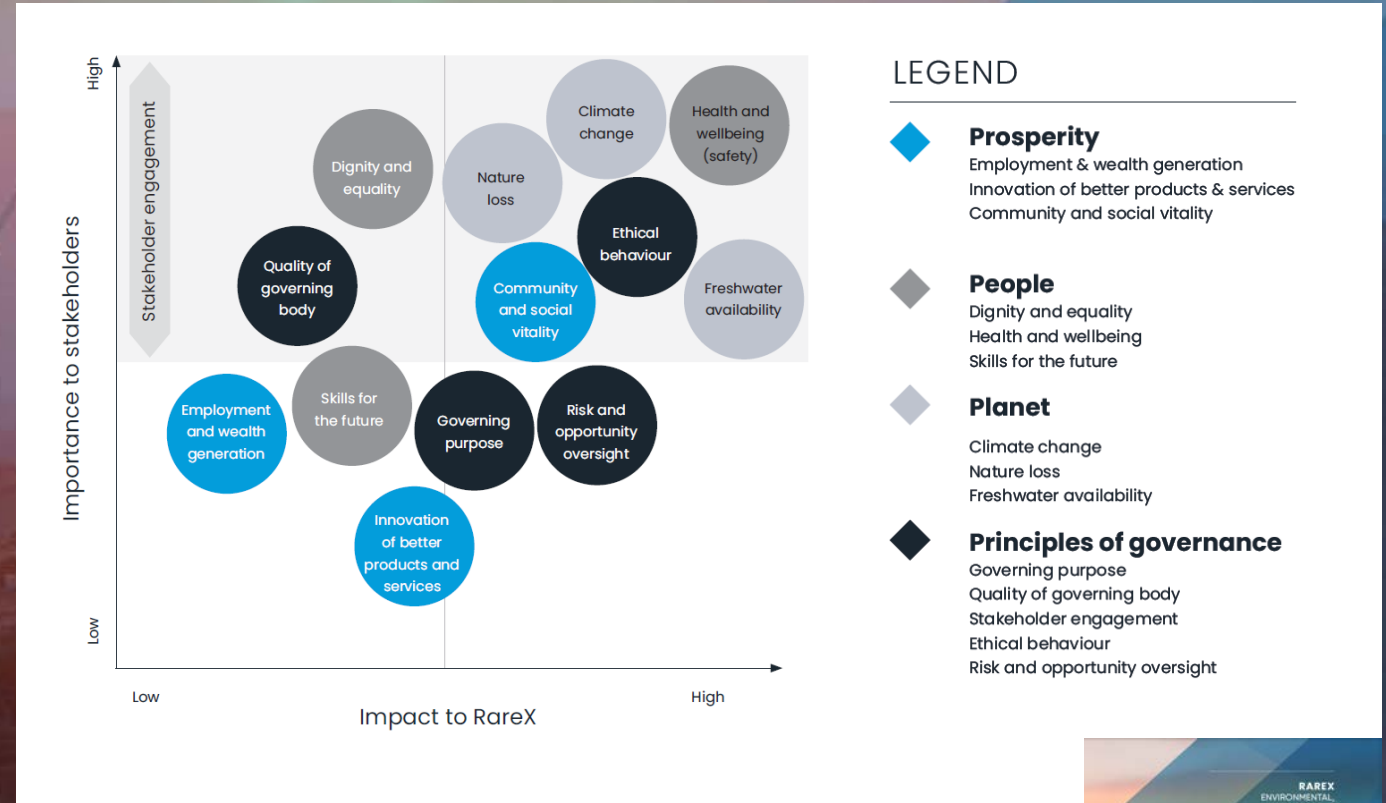 High
Stakeholder engagement
Importance to stakeholders
Low
Low
High
Impact to RareX
Climate
change
Health and
wellbeing
(safety)
Dignity and
equality
Nature
loss
Ethical
behaviour
Quality of
governing
body
Community
and social
vitality
Freshwater
availability
Employment
and wealth
generation
Skills for
the future
Governing
purpose
Risk and
opportunity
oversight
Innovation
of better
products and
services
LEGEND
Prosperity
Employment & wealth generation
Innovation of better products & services
Community and social vitality
People
Dignity and equality
Health and wellbeing
Skills for the future
Planet
Climate change
Nature loss
Freshwater availability
Principles of governance
Governing purpose
Quality of governing body
Stakeholder engagement
Ethical behaviour
Risk and opportunity oversight
RAREX
ENVIRONMENTAL,